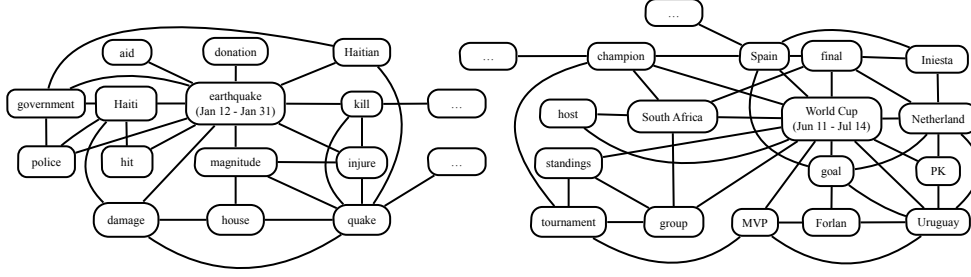 aid
donation
Haitian
government
Haiti
earthquake
(Jan 12 - Jan 31)
kill
...
police
hit
magnitude
injure
...
damage
house
quake
...
...
champion
Spain
final
Iniesta
host
South Africa
World Cup
(Jun 11 - Jul 14)
Netherland
standings
goal
PK
tournament
group
MVP
Forlan
Uruguay